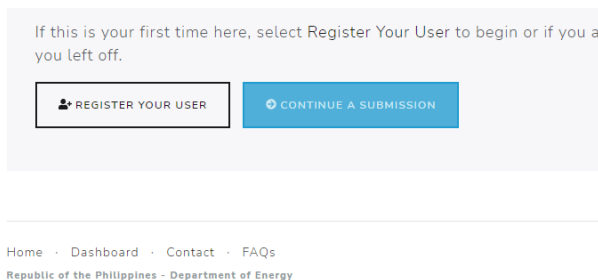 If this is your first time here, select Register Your User to begin or if you a
you left off.
REGISTER YOUR USER
CONTINUE A SUBMISSION
Home · Dashboard · Contact · FAQs
Republic of the Philippines - Department of Energy